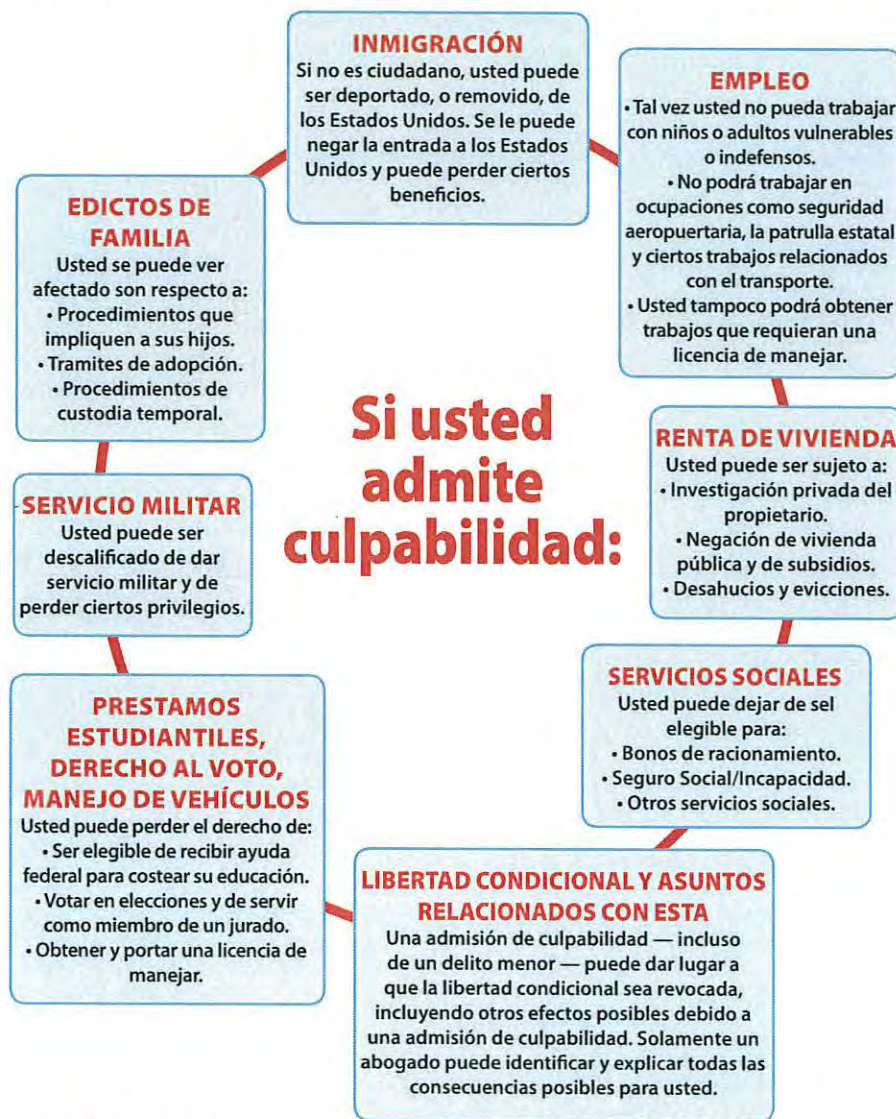 INMIGRACIÓN
Si no es ciudadano, usted puede
ser deportado, o removido, de
los Estados Unidos. Se le puede
negar la entrada a los Estados
Unidos y puede perder ciertos
beneficios.
EMPLEO
• Tal vez usted no pueda trabajar
con niños o adultos vulnerables
o indefensos.
• No podrá trabajar en
ocupaciones como seguridad
aeropuertaria, la patrulla estatal
y ciertos trabajos relacionados
con el transporte.
• Usted tampoco podrá obtener
trabajos que requieran una
licencia de manejar.
EDICTOS DE
FAMILIA
Usted se puede ver
afectado son respecto a:
• Procedimientos que
impliquen a sus hijos.
• Tramites de adopción.
• Procedimientos de
custodia temporal.
Si usted
admite
culpabilidad:
RENTA DE VIVIENDA
Usted puede ser sujeto a:
• Investigación privada del
propietario.
• Negación de vivienda
pública y de subsidios.
• Desahucios y evicciones.
SERVICIO MILITAR
Usted puede ser
descalificado de dar
servicio militar y de
perder ciertos privilegios.
SERVICIOS SOCIALES
Usted puede dejar de sel
elegible para:
• Bonos de racionamiento.
• Seguro Social/Incapacidad.
• Otros servicios sociales.
PRESTAMOS
ESTUDIANTILES,
DERECHO AL VOTO,
MANEJO DE VEHÍCULOS
Usted puede perder el derecho de:
• Ser elegible de recibir ayuda
federal para costear su educación.
• Votar en elecciones y de servir
como miembro de un jurado.
• Obtener y portar una licencia de
manejar.
LIBERTAD CONDICIONAL Y ASUNTOS
RELACIONADOS CON ESTA
Una admisión de culpabilidad — incluso
de un delito menor — puede dar lugar a
que la libertad condicional sea revocada,
incluyendo otros efectos posibles debido a
una admisión de culpabilidad. Solamente un
abogado puede identificar y explicar todas las
consecuencias posibles para usted.